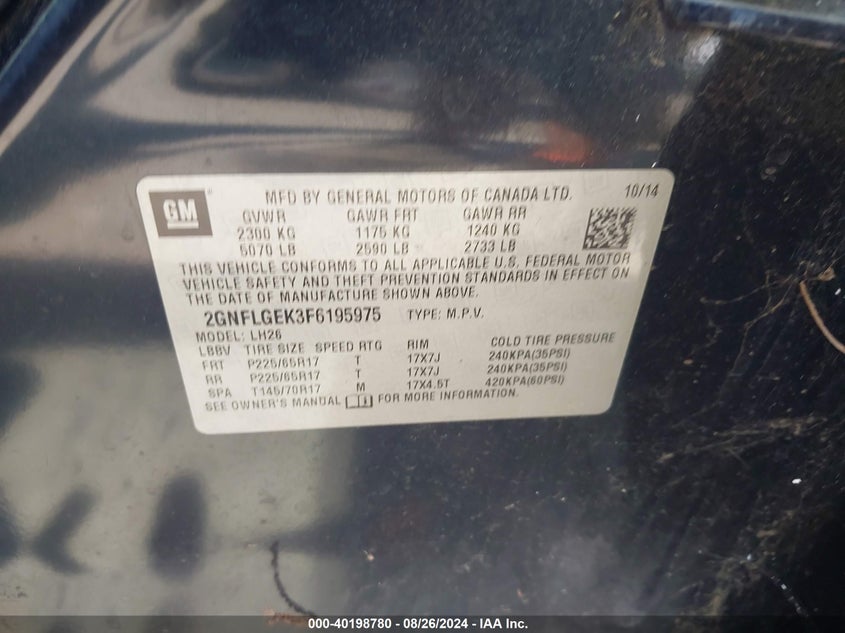 GM
MFD BY GENERAL MOTORS OF CANADA LTD. 10/14
GVWR GAWR FRT GAWR RR
2300 KG 1175 KG 1240 KG
5070 LB 2590 LB 2733 LB
THIS VEHICLE CONFORMS TO ALL APPLICABLE U.S. FEDERAL MOTOR
VEHICLE SAFETY AND THEFT PREVENTION STANDARDS IN EFFECT ON
THE DATE OF MANUFACTURE SHOWN ABOVE.
2GNFLGEK3F6195975 TYPE: M.P.V.
MODEL: LH26
LBBV TIRE SIZE SPEED RTG RIM COLD TIRE PRESSURE
FRT P225/65R17 T 17X7J 240KPA(35PSI)
RR P225/65R17 T 17X7J 240KPA(35PSI)
SPA T145/70R17 M 17X4.5T 420KPA(60PSI)
SEE OWNER'S MANUAL FOR MORE INFORMATION.
000-40198780 - 08/26/2024 - IAA Inc.